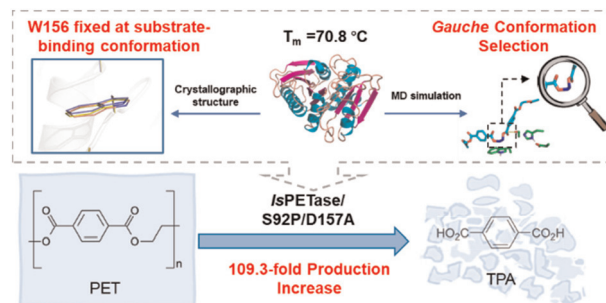 W156 fixed at substrate-
binding conformation
Tm =70.8 °C
Gauche Conformation
Selection
Crystallographic
structure
MD simulation
IsPETase/
S92P/D157A
109.3-fold Production
Increase
O
O
O
O
n
PET
HO2C
CO2H
TPA